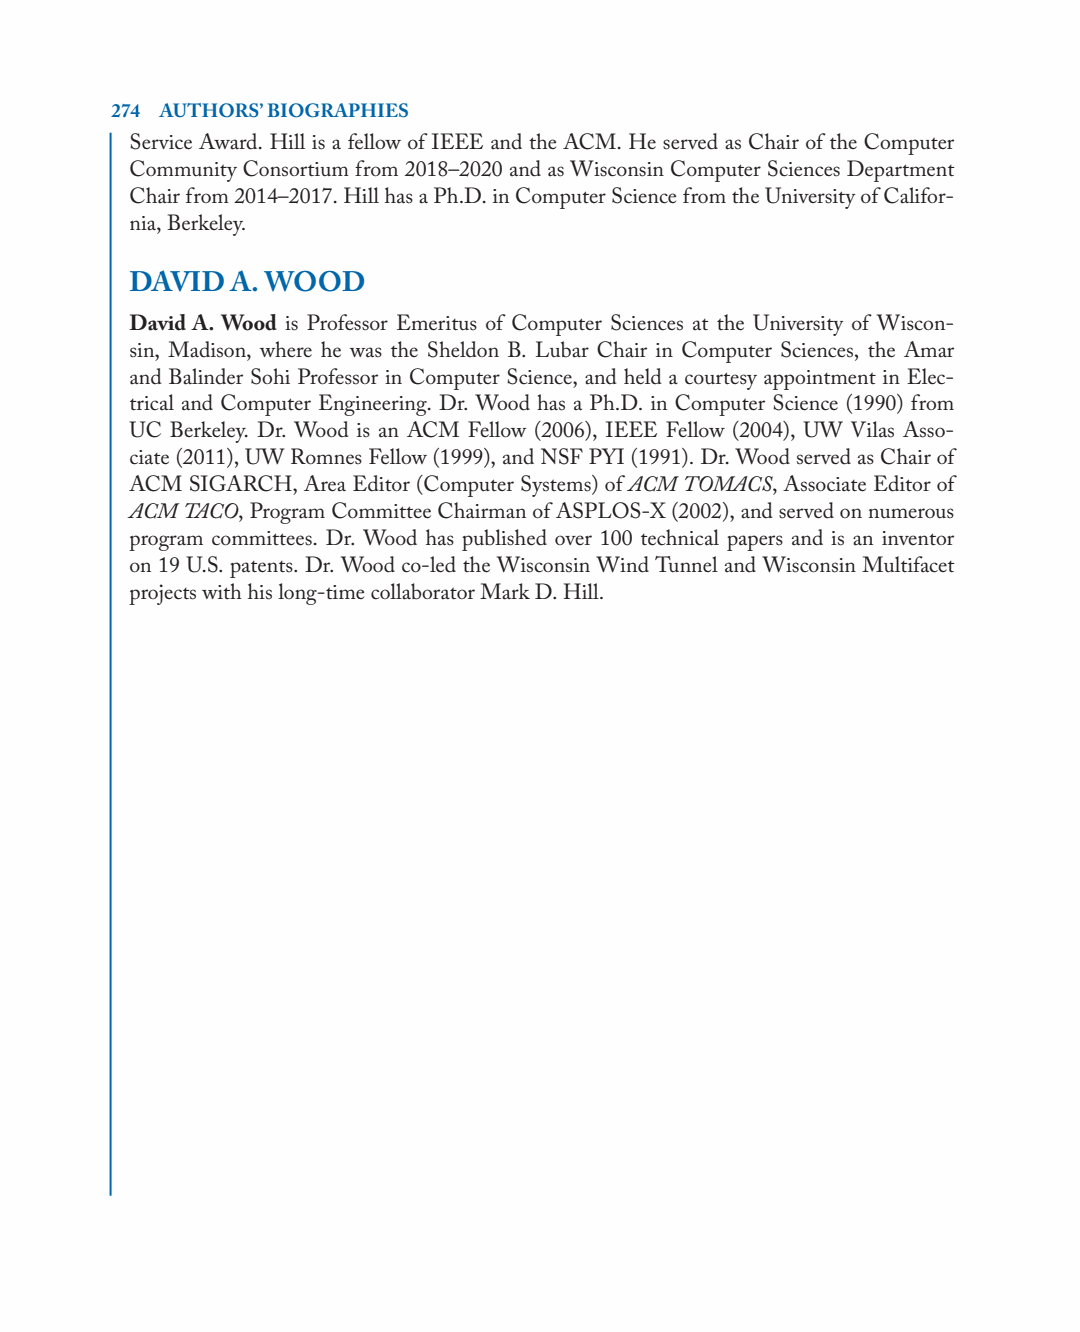 274 AUTHORS' BIOGRAPHIES
Service Award. Hill is a fellow of IEEE and the ACM. He served as Chair of the Computer
Community Consortium from 2018–2020 and as Wisconsin Computer Sciences Department
Chair from 2014–2017. Hill has a Ph.D. in Computer Science from the University of Califor-
nia, Berkeley.
DAVID A. WOOD
David A. Wood is Professor Emeritus of Computer Sciences at the University of Wiscon-
sin, Madison, where he was the Sheldon B. Lubar Chair in Computer Sciences, the Amar
and Balinder Sohi Professor in Computer Science, and held a courtesy appointment in Elec-
trical and Computer Engineering. Dr. Wood has a Ph.D. in Computer Science (1990) from
UC Berkeley. Dr. Wood is an ACM Fellow (2006), IEEE Fellow (2004), UW Vilas Asso-
ciate (2011), UW Romnes Fellow (1999), and NSF PYI (1991). Dr. Wood served as Chair of
ACM SIGARCH, Area Editor (Computer Systems) of ACM TOMACS, Associate Editor of
ACM TACO, Program Committee Chairman of ASPLOS-X (2002), and served on numerous
program committees. Dr. Wood has published over 100 technical papers and is an inventor
on 19 U.S. patents. Dr. Wood co-led the Wisconsin Wind Tunnel and Wisconsin Multifacet
projects with his long-time collaborator Mark D. Hill.